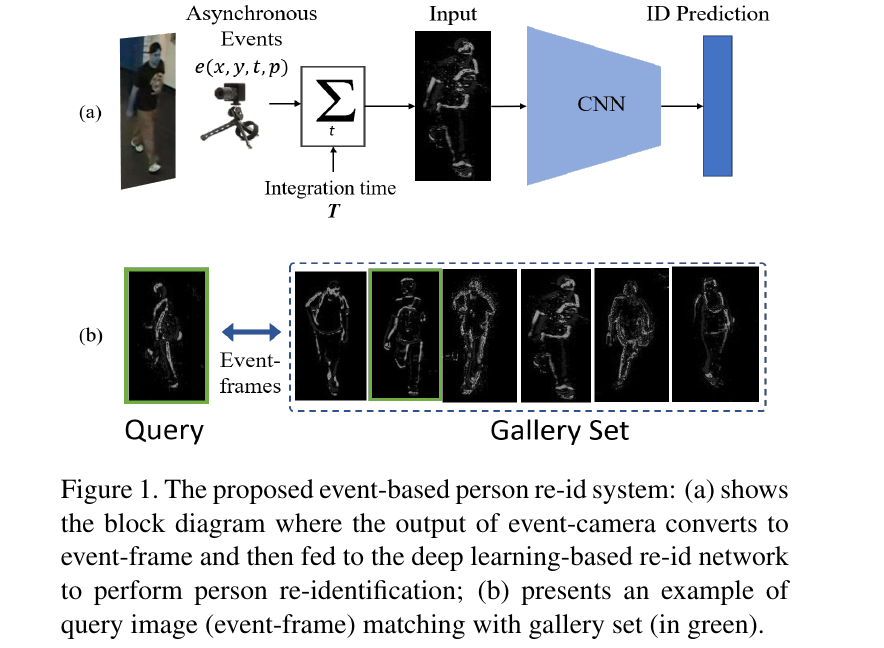 Asynchronous
Events
e(x, y, t, p)
Input
ID Prediction
(a)
∑
t
CNN
Integration time
T
(b)
Event-
frames
Query
Gallery Set
Figure 1. The proposed event-based person re-id system: (a) shows
the block diagram where the output of event-camera converts to
event-frame and then fed to the deep learning-based re-id network
to perform person re-identification; (b) presents an example of
query image (event-frame) matching with gallery set (in green).